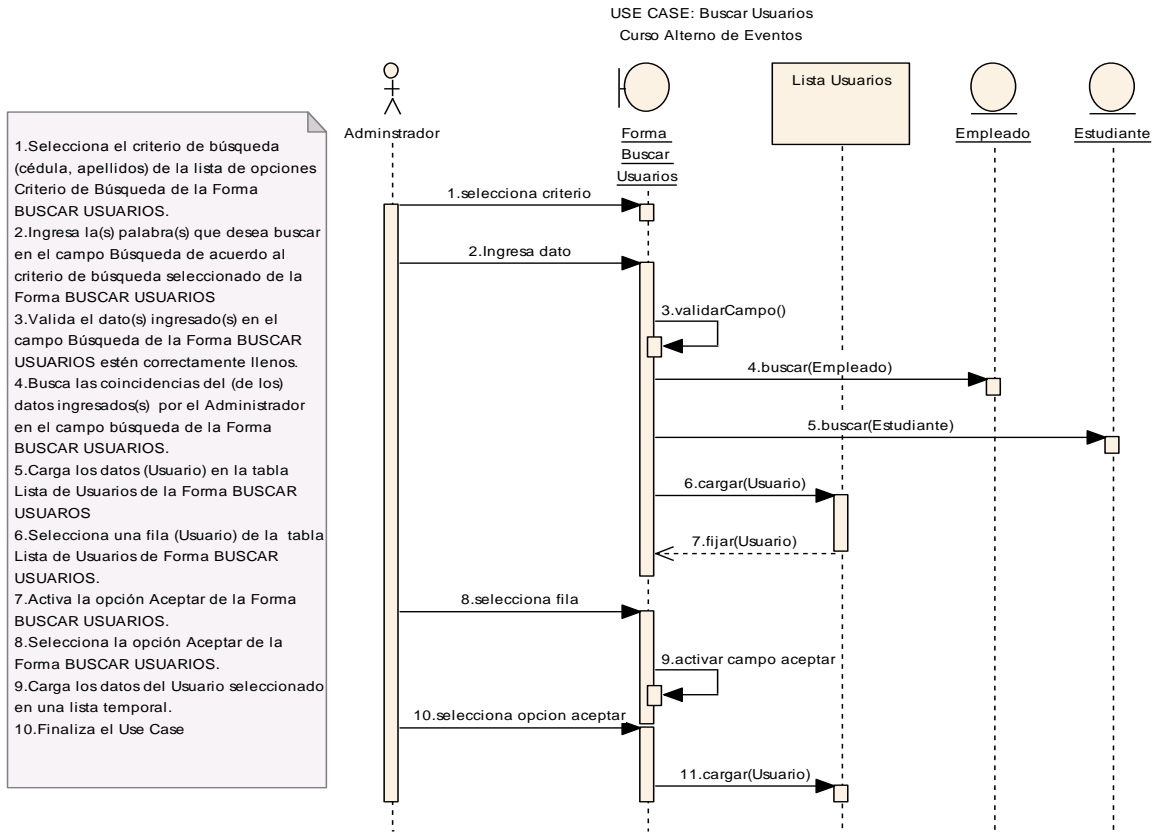 USE CASE: Buscar Usuarios
Curso Alterno de Eventos
Adminstrador
Forma
Buscar
Usuarios
Lista Usuarios
Empleado
Estudiante
1.Selecciona el criterio de búsqueda
(cédula, apellidos) de la lista de opciones
Criterio de Búsqueda de la Forma
BUSCAR USUARIOS.
2.Ingresa la(s) palabra(s) que desea buscar
en el campo Búsqueda de acuerdo al
criterio de búsqueda seleccionado de la
Forma BUSCAR USUARIOS
3.Valida el dato(s) ingresado(s) en el
campo Búsqueda de la Forma BUSCAR
USUARIOS estén correctamente llenos.
4.Busca las coincidencias del (de los)
datos ingresados(s) por el Administrador
en el campo búsqueda de la Forma
BUSCAR USUARIOS.
5.Carga los datos (Usuario) en la tabla
Lista de Usuarios de la Forma BUSCAR
USUAROS
6.Selecciona una fila (Usuario) de la tabla
Lista de Usuarios de Forma BUSCAR
USUARIOS.
7.Activa la opción Aceptar de la Forma
BUSCAR USUARIOS.
8.Selecciona la opción Aceptar de la
Forma BUSCAR USUARIOS.
9.Carga los datos del Usuario seleccionado
en una lista temporal.
10.Finaliza el Use Case
1.selecciona criterio
2.Ingresa dato
3.validarCampo()
4.buscar(Empleado)
5.buscar(Estudiante)
6.cargar(Usuario)
7.fijar(Usuario)
8.selecciona fila
9.activar campo aceptar
10.selecciona opcion aceptar
11.cargar(Usuario)